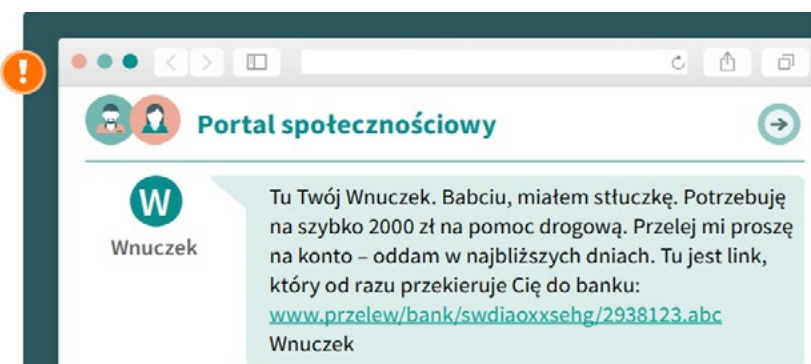 !
Portal społecznościowy
W
Wnuczek
Tu Twój Wnuczek. Babciu, miałem stłuczkę. Potrzebuję
na szybko 2000 zł na pomoc drogową. Przelej mi proszę
na konto – oddam w najbliższych dniach. Tu jest link,
który od razu przekieruje Cię do banku:
www.przelew/bank/swdiaoxxsehg/2938123.abc
Wnuczek